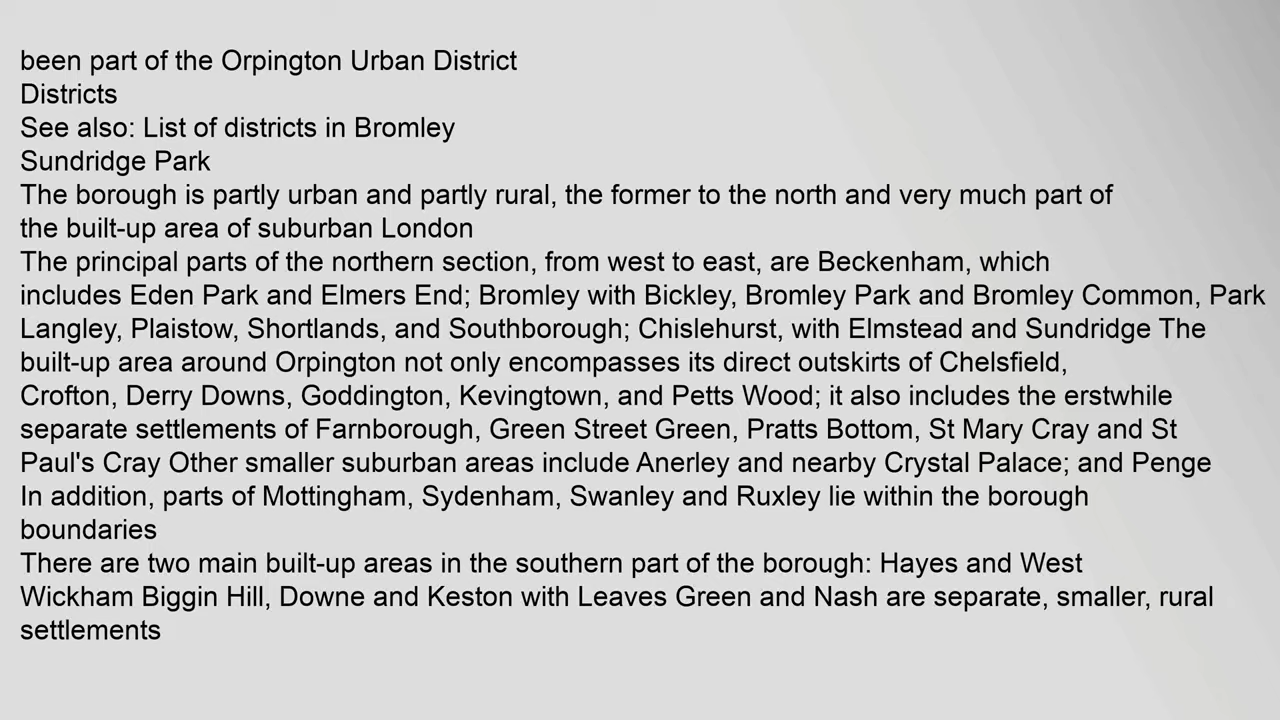 been part of the Orpington Urban District
Districts
See also: List of districts in Bromley
Sundridge Park
The borough is partly urban and partly rural, the former to the north and very much part of
the built-up area of suburban London
The principal parts of the northern section, from west to east, are Beckenham, which
includes Eden Park and Elmers End; Bromley with Bickley, Bromley Park and Bromley Common, Park
Langley, Plaistow, Shortlands, and Southborough; Chislehurst, with Elmstead and Sundridge The
built-up area around Orpington not only encompasses its direct outskirts of Chelsfield,
Crofton, Derry Downs, Goddington, Kevingtown, and Petts Wood; it also includes the erstwhile
separate settlements of Farnborough, Green Street Green, Pratts Bottom, St Mary Cray and St
Paul's Cray Other smaller suburban areas include Anerley and nearby Crystal Palace; and Penge
In addition, parts of Mottingham, Sydenham, Swanley and Ruxley lie within the borough
boundaries
There are two main built-up areas in the southern part of the borough: Hayes and West
Wickham Biggin Hill, Downe and Keston with Leaves Green and Nash are separate, smaller, rural
settlements